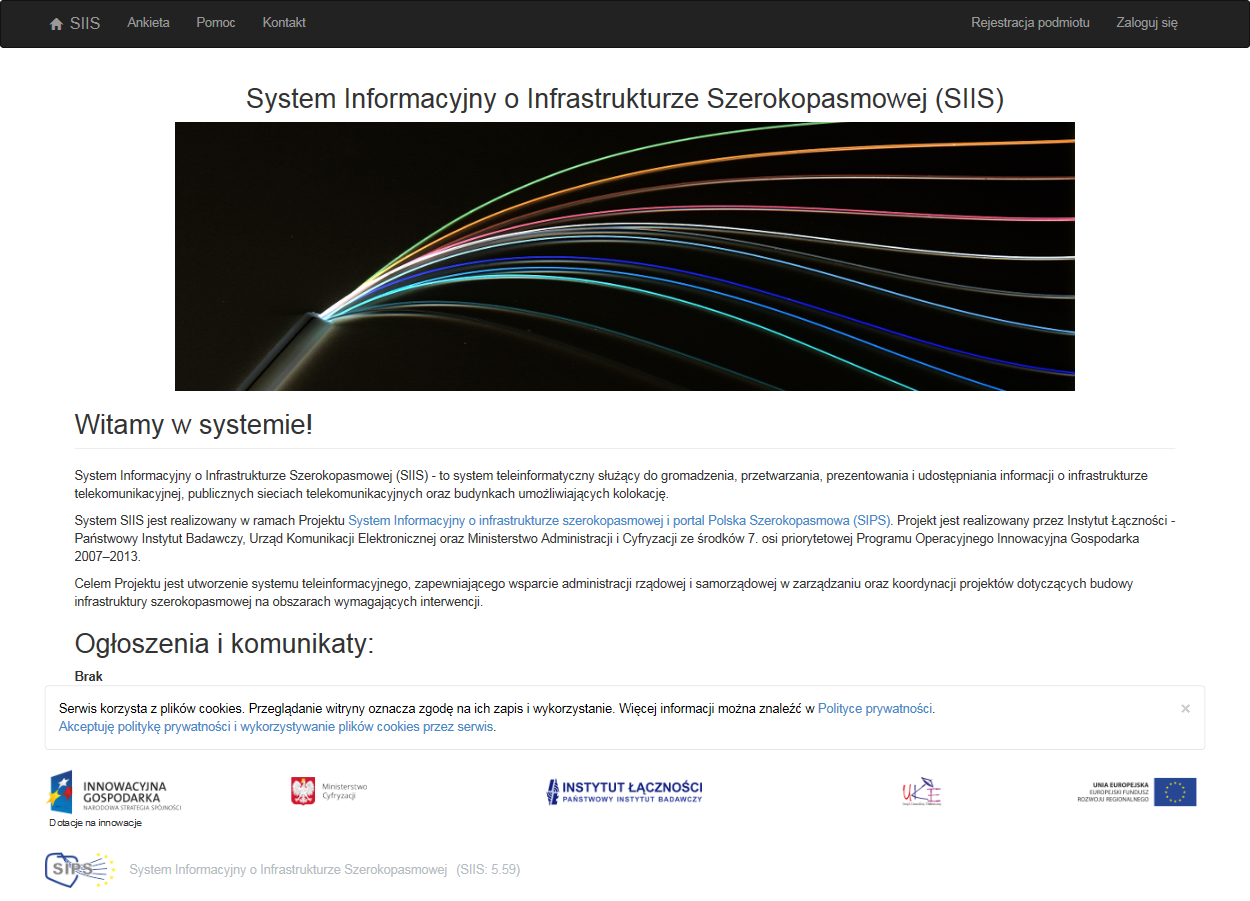 SIIS Ankieta Pomoc Kontakt Rejestracja podmiotu Zaloguj się
System Informacyjny o Infrastrukturze Szerokopasmowej (SIIS)
Witamy w systemie!
System Informacyjny o Infrastrukturze Szerokopasmowej (SIIS) - to system teleinformatyczny służący do gromadzenia, przetwarzania, prezentowania i udostępniania informacji o infrastrukturze
telekomunikacyjnej, publicznych sieciach telekomunikacyjnych oraz budynkach umożliwiających kolokację.
System SIIS jest realizowany w ramach Projektu System Informacyjny o infrastrukturze szerokopasmowej i portal Polska Szerokopasmowa (SIPS). Projekt jest realizowany przez Instytut Łączności -
Państwowy Instytut Badawczy, Urząd Komunikacji Elektronicznej oraz Ministerstwo Administracji i Cyfryzacji ze środków 7. osi priorytetowej Programu Operacyjnego Innowacyjna Gospodarka
2007–2013.
Celem Projektu jest utworzenie systemu teleinformacyjnego, zapewniającego wsparcie administracji rządowej i samorządowej w zarządzaniu oraz koordynacji projektów dotyczących budowy
infrastruktury szerokopasmowej na obszarach wymagających interwencji.
Ogłoszenia i komunikaty:
Brak
Serwis korzysta z plików cookies. Przeglądanie witryny oznacza zgodę na ich zapis i wykorzystanie. Więcej informacji można znaleźć w Polityce prywatności. ×
Akceptuję politykę prywatności i wykorzystywanie plików cookies przez serwis.
INNOWACYJNA
GOSPODARKA
NARODOWA STRATEGIA SPÓJNOŚCI
Dotacje na innowacje
Ministerstwo
Cyfryzacji
INSTYTUT ŁĄCZNOŚCI
PAŃSTWOWY INSTYTUT BADAWCZY
UKE
UNIA EUROPEJSKA
EUROPEJSKI FUNDUSZ
ROZWOJU REGIONALNEGO
SIPS System Informacyjny o Infrastrukturze Szerokopasmowej (SIIS: 5.59)